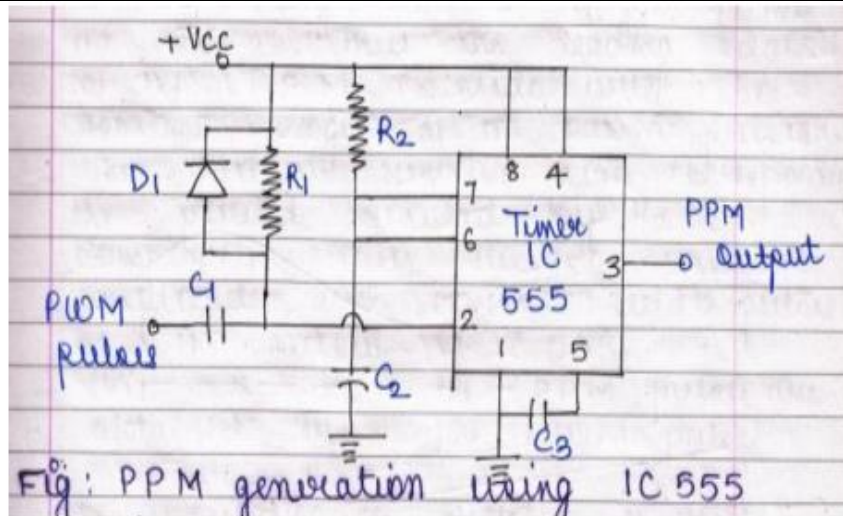 + Vcc
R2
D1
R1
8 4
7
Timer
PPM
6
IC
3
output
C1
555
PWM
pulses
2
1 5
C2
C3
Fig: PPM generation using IC 555